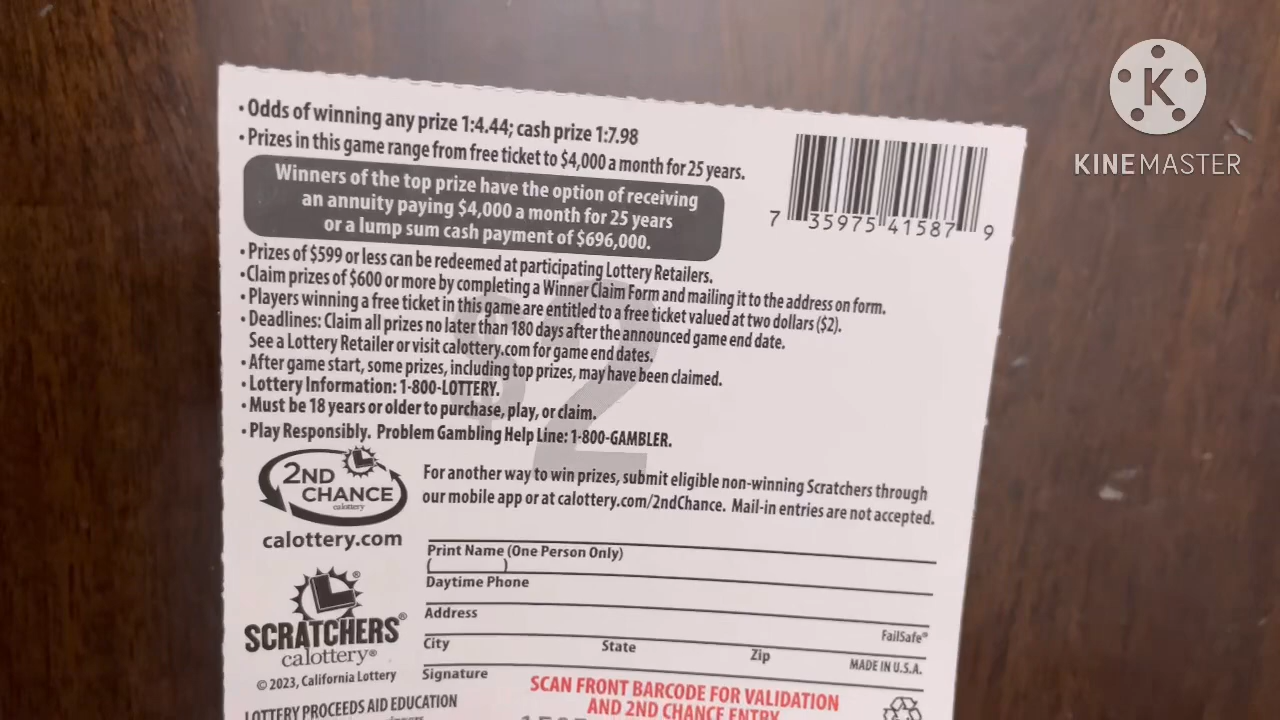 • Odds of winning any prize 1:4.44; cash prize 1:7.98
• Prizes in this game range from free ticket to $4,000 a month for 25 years.
Winners of the top prize have the option of receiving
an annuity paying $4,000 a month for 25 years
or a lump sum cash payment of $696,000.
7 35975 41587 9
K
KINEMASTER
• Prizes of $599 or less can be redeemed at participating Lottery Retailers.
• Claim prizes of $600 or more by completing a Winner Claim Form and mailing it to the address on form.
• Players winning a free ticket in this game are entitled to a free ticket valued at two dollars ($2).
• Deadlines: Claim all prizes no later than 180 days after the announced game end date.
See a Lottery Retailer or visit calottery.com for game end dates.
• After game start, some prizes, including top prizes, may have been claimed.
• Lottery Information: 1-800-LOTTERY.
• Must be 18 years or older to purchase, play, or claim.
• Play Responsibly. Problem Gambling Help Line: 1-800-GAMBLER.
$2
2ND
CHANCE
calottery
calottery.com
For another way to win prizes, submit eligible non-winning Scratchers through
our mobile app or at calottery.com/2ndChance. Mail-in entries are not accepted.
Print Name (One Person Only)
( )
Daytime Phone
Address
FailSafe®
City State Zip
MADE IN U.S.A.
Signature
SCRATCHERS®
calottery®
© 2023, California Lottery
LOTTERY PROCEEDS AID EDUCATION
SCAN FRONT BARCODE FOR VALIDATION
AND 2ND CHANCE ENTRY